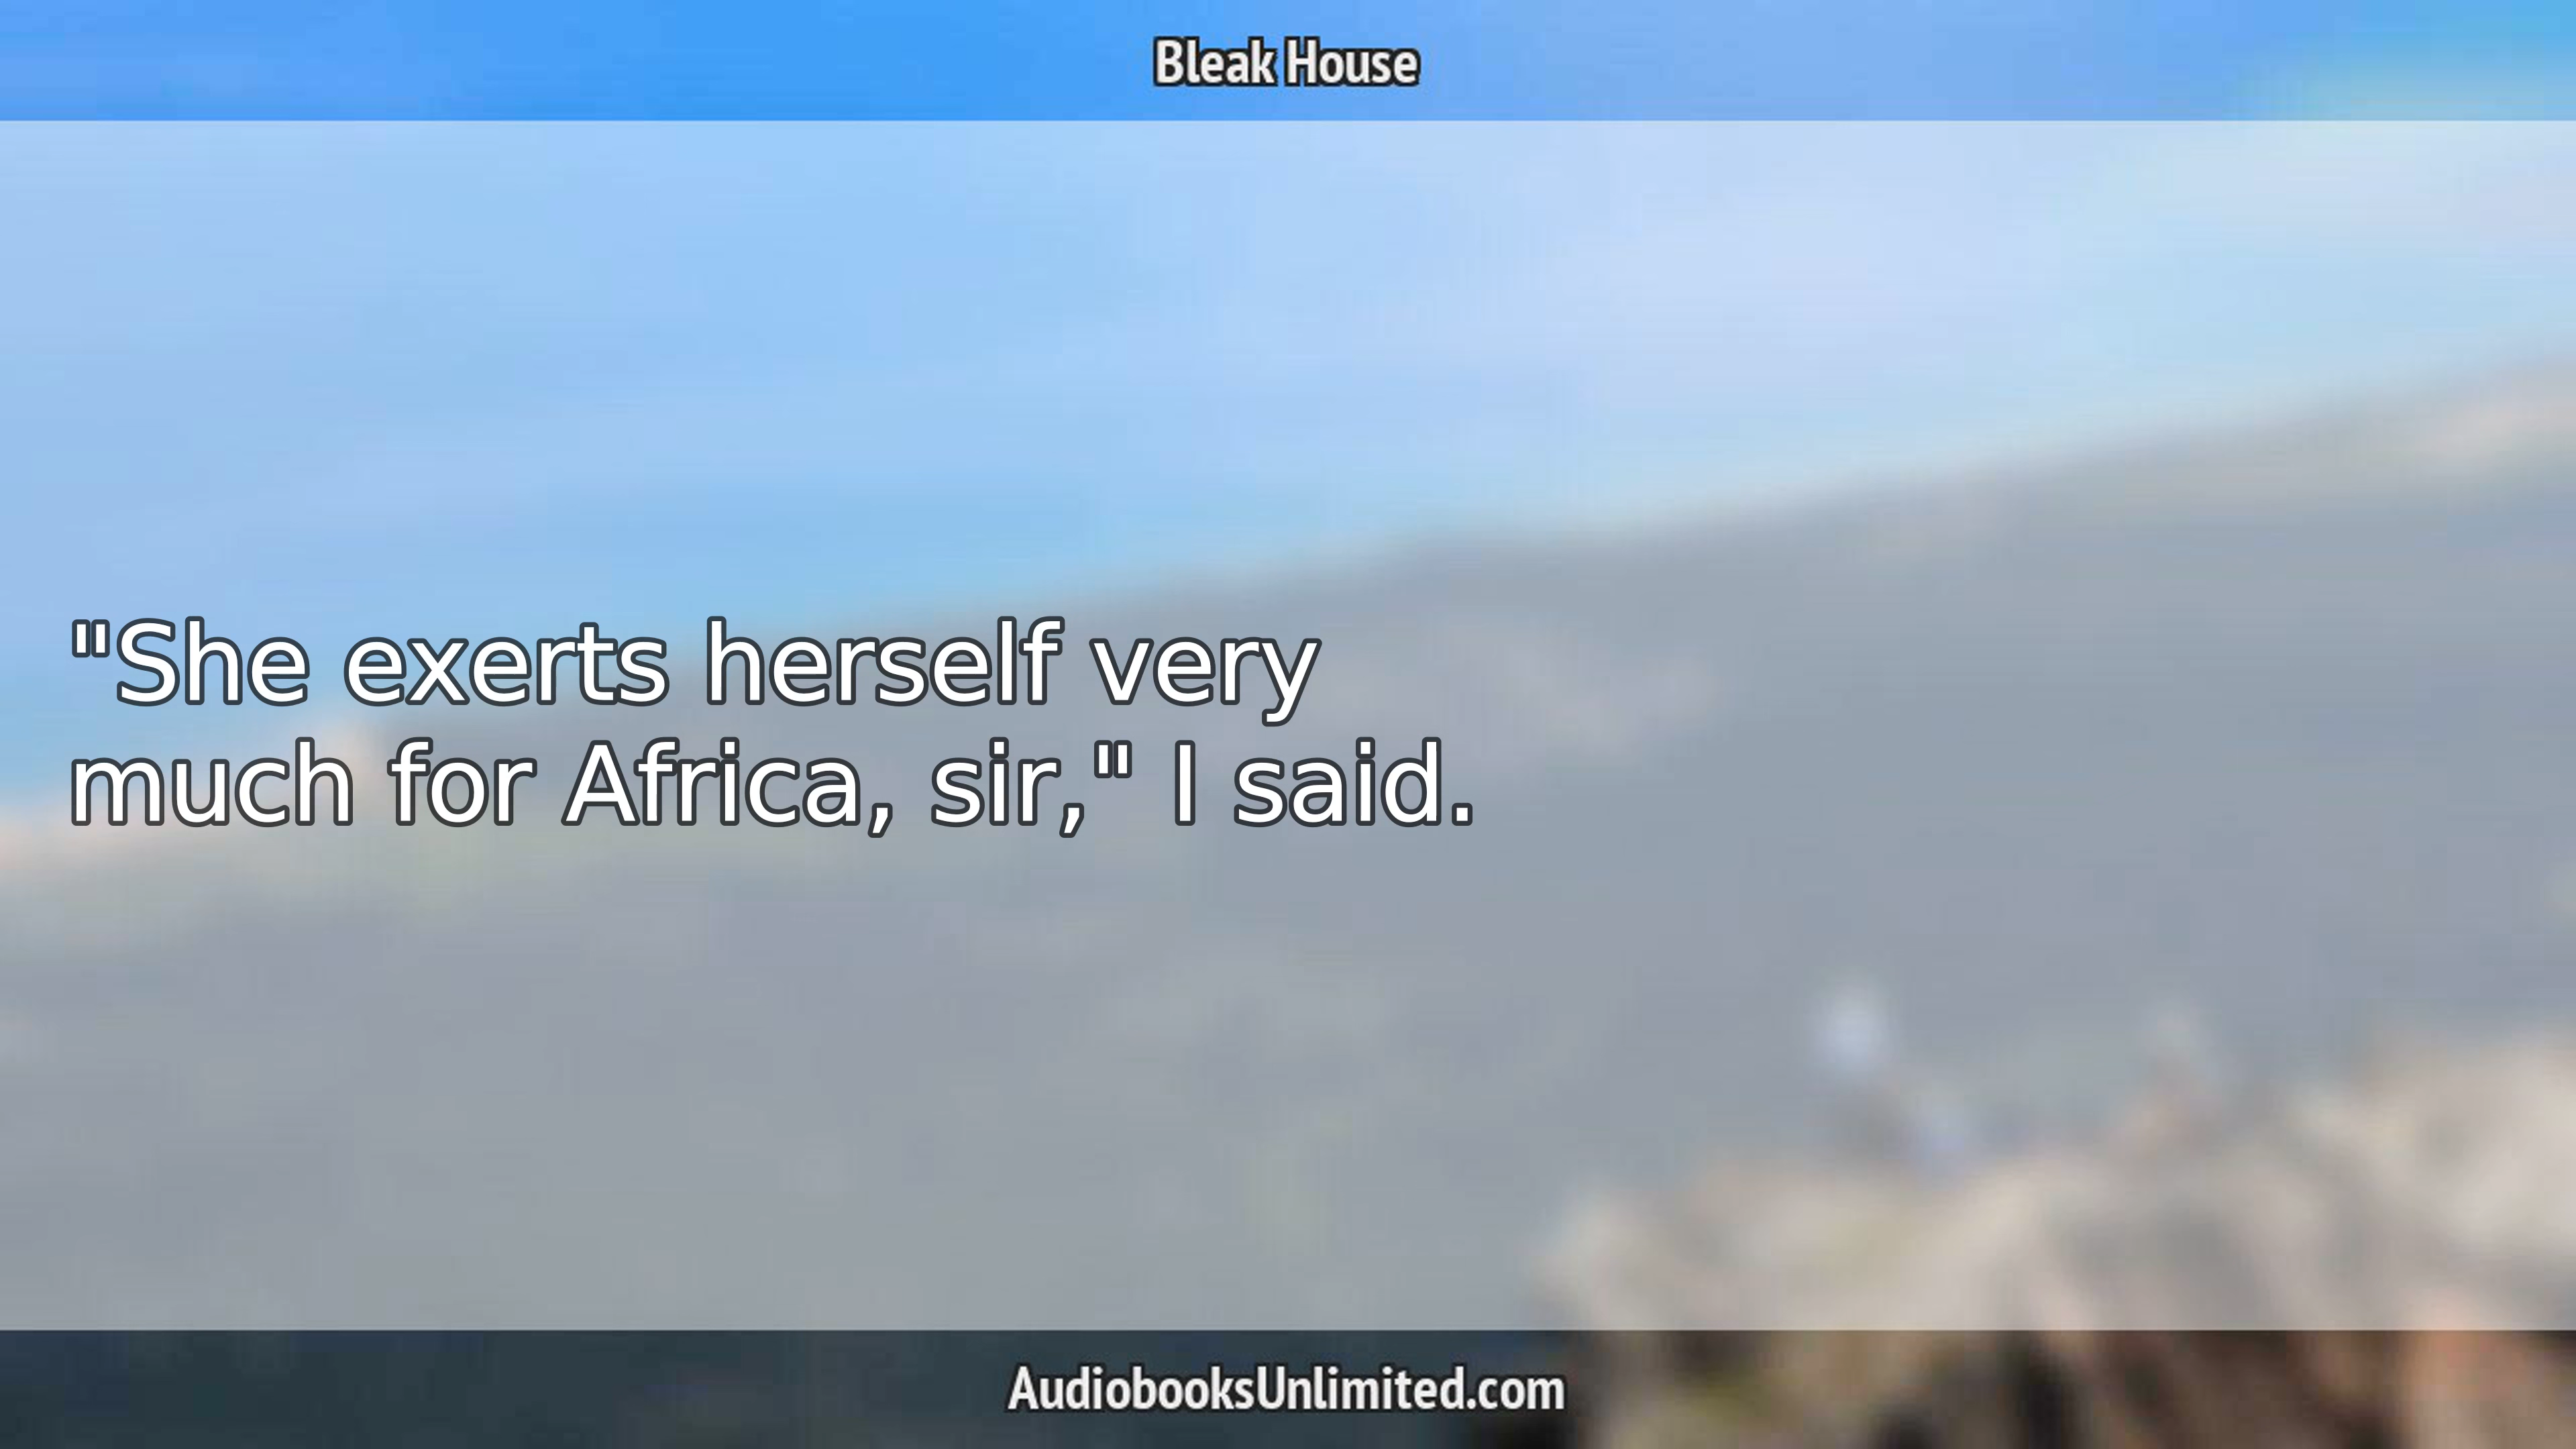 Bleak House
"She exerts herself very
much for Africa, sir," I said.
AudiobooksUnlimited.com